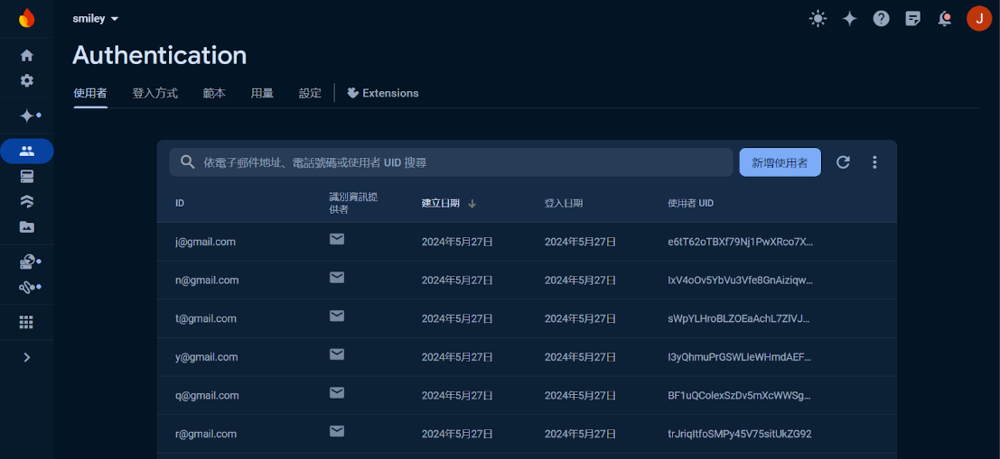 smiley
J
Authentication
使用者 登入方式 範本 用量 設定 Extensions
依電子郵件地址、電話號碼或使用者 UID 搜尋 新增使用者
ID 識別資訊提供者 建立日期 登入日期 使用者 UID
j@gmail.com 2024年5月27日 2024年5月27日 e6tT62oTBXf79Nj1PwXRco7X...
n@gmail.com 2024年5月27日 2024年5月27日 IxV4oOv5YbVu3Vfe8GnAiziqw...
t@gmail.com 2024年5月27日 2024年5月27日 sWpYLHroBLZOEaAchL7ZlVJ...
y@gmail.com 2024年5月27日 2024年5月27日 I3yQhmuPrGSWLIeWHmdAEF...
q@gmail.com 2024年5月27日 2024年5月27日 BF1uQColexSzDv5mXcWWSg...
r@gmail.com 2024年5月27日 2024年5月27日 trJriqItfoSMPy45V75sitUkZG92